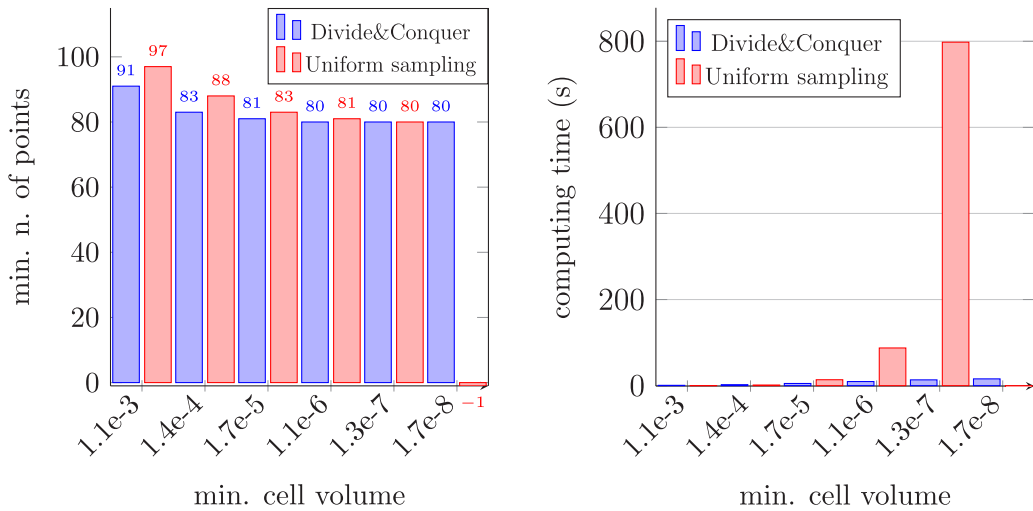 Divide&Conquer
Uniform sampling
91
97
83
88
81
83
80
81
80
80
80
−1
100
80
60
40
20
0
min. n. of points
1.1e-3
1.4e-4
1.7e-5
1.1e-6
1.3e-7
1.7e-8
min. cell volume
Divide&Conquer
Uniform sampling
800
600
400
200
0
computing time (s)
1.1e-3
1.4e-4
1.7e-5
1.1e-6
1.3e-7
1.7e-8
min. cell volume